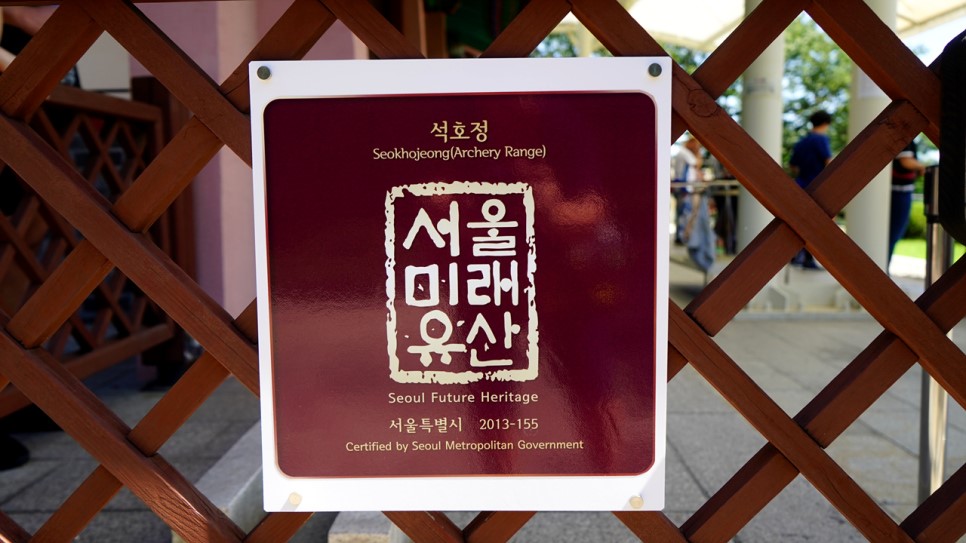 석호정
Seokhojeong(Archery Range)
서울
미래
유산
Seoul Future Heritage
서울특별시 2013-155
Certified by Seoul Metropolitan Government